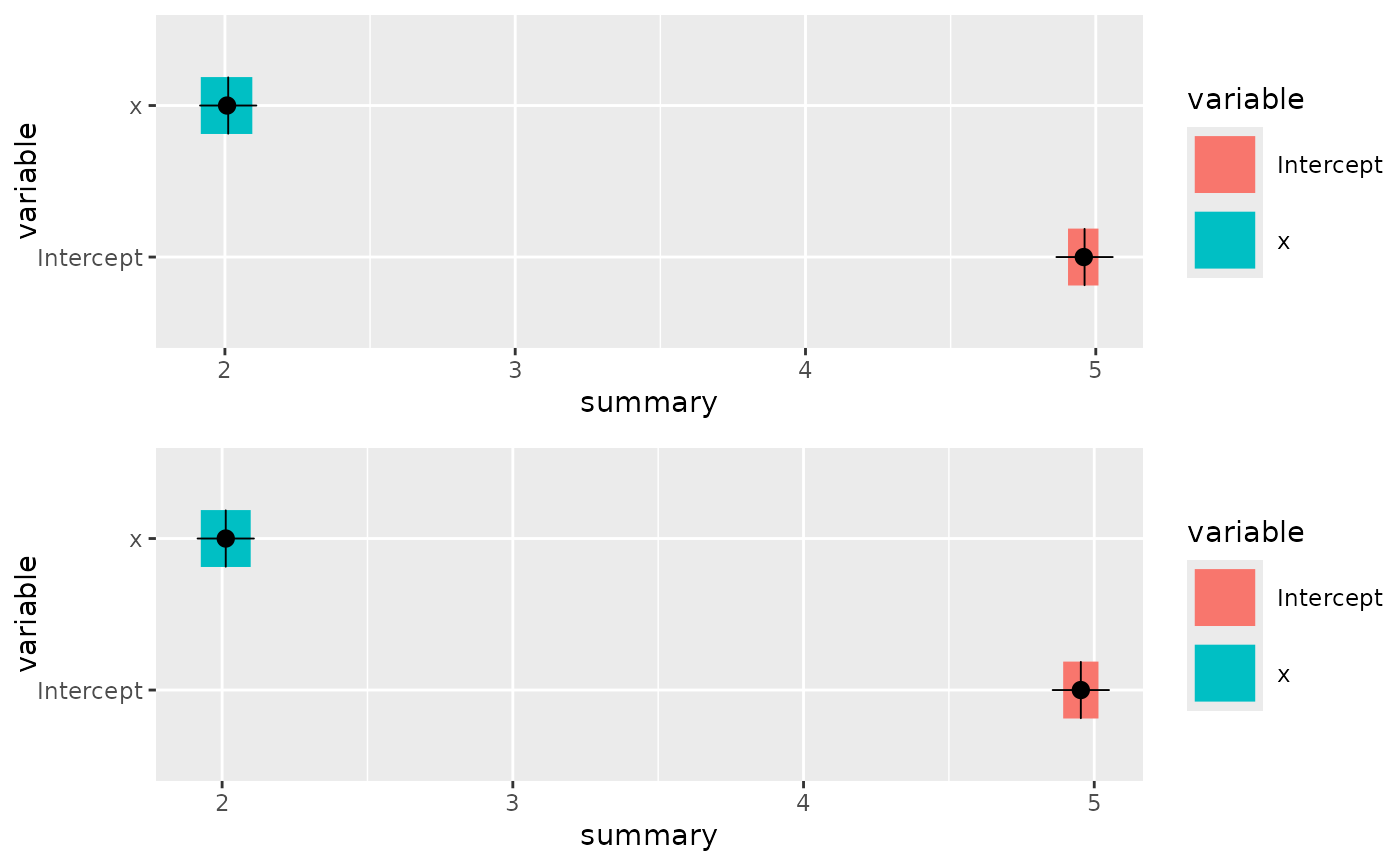 variable
x
Intercept
2 3 4 5
summary
variable
Intercept
x
variable
x
Intercept
2 3 4 5
summary
variable
Intercept
x